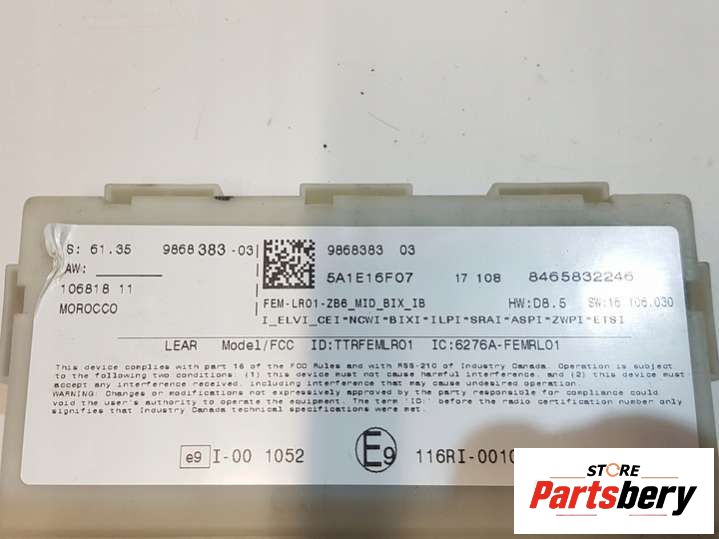 S: 61.35 9868383-03 9868383 03
AW:
5A1E16F07 17 108 8465832246
106818 11
MOROCCO FEM-LR01-ZB6_MID_BIX_IB HW:D8.5 SW:16 106.030
I_ELVI_CEI*NCWI*BIXI*ILPI*SRAI*ASPI*ZWPI*ETSI
LEAR Model/FCC ID:TTRFEMLR01 IC:6276A-FEMRL01
This device complies with part 16 of the FCC Rules and with RSS-21C of Industry Canada. Operation is subject
to the following two conditions: (1) this device must not cause harmful interference, and (2) this device must
accept any interference received, including interference that may cause undesired operation.
WARNING: Changes or modifications not expressively approved by the party responsible for compliance could
void the user's authority to operate the equipment. The term 'IC:' before the radio certification number only
signifies that Industry Canada technical specifications were met.
e9 I-00 1052 E9 116RI-0010
STORE
Partsbery